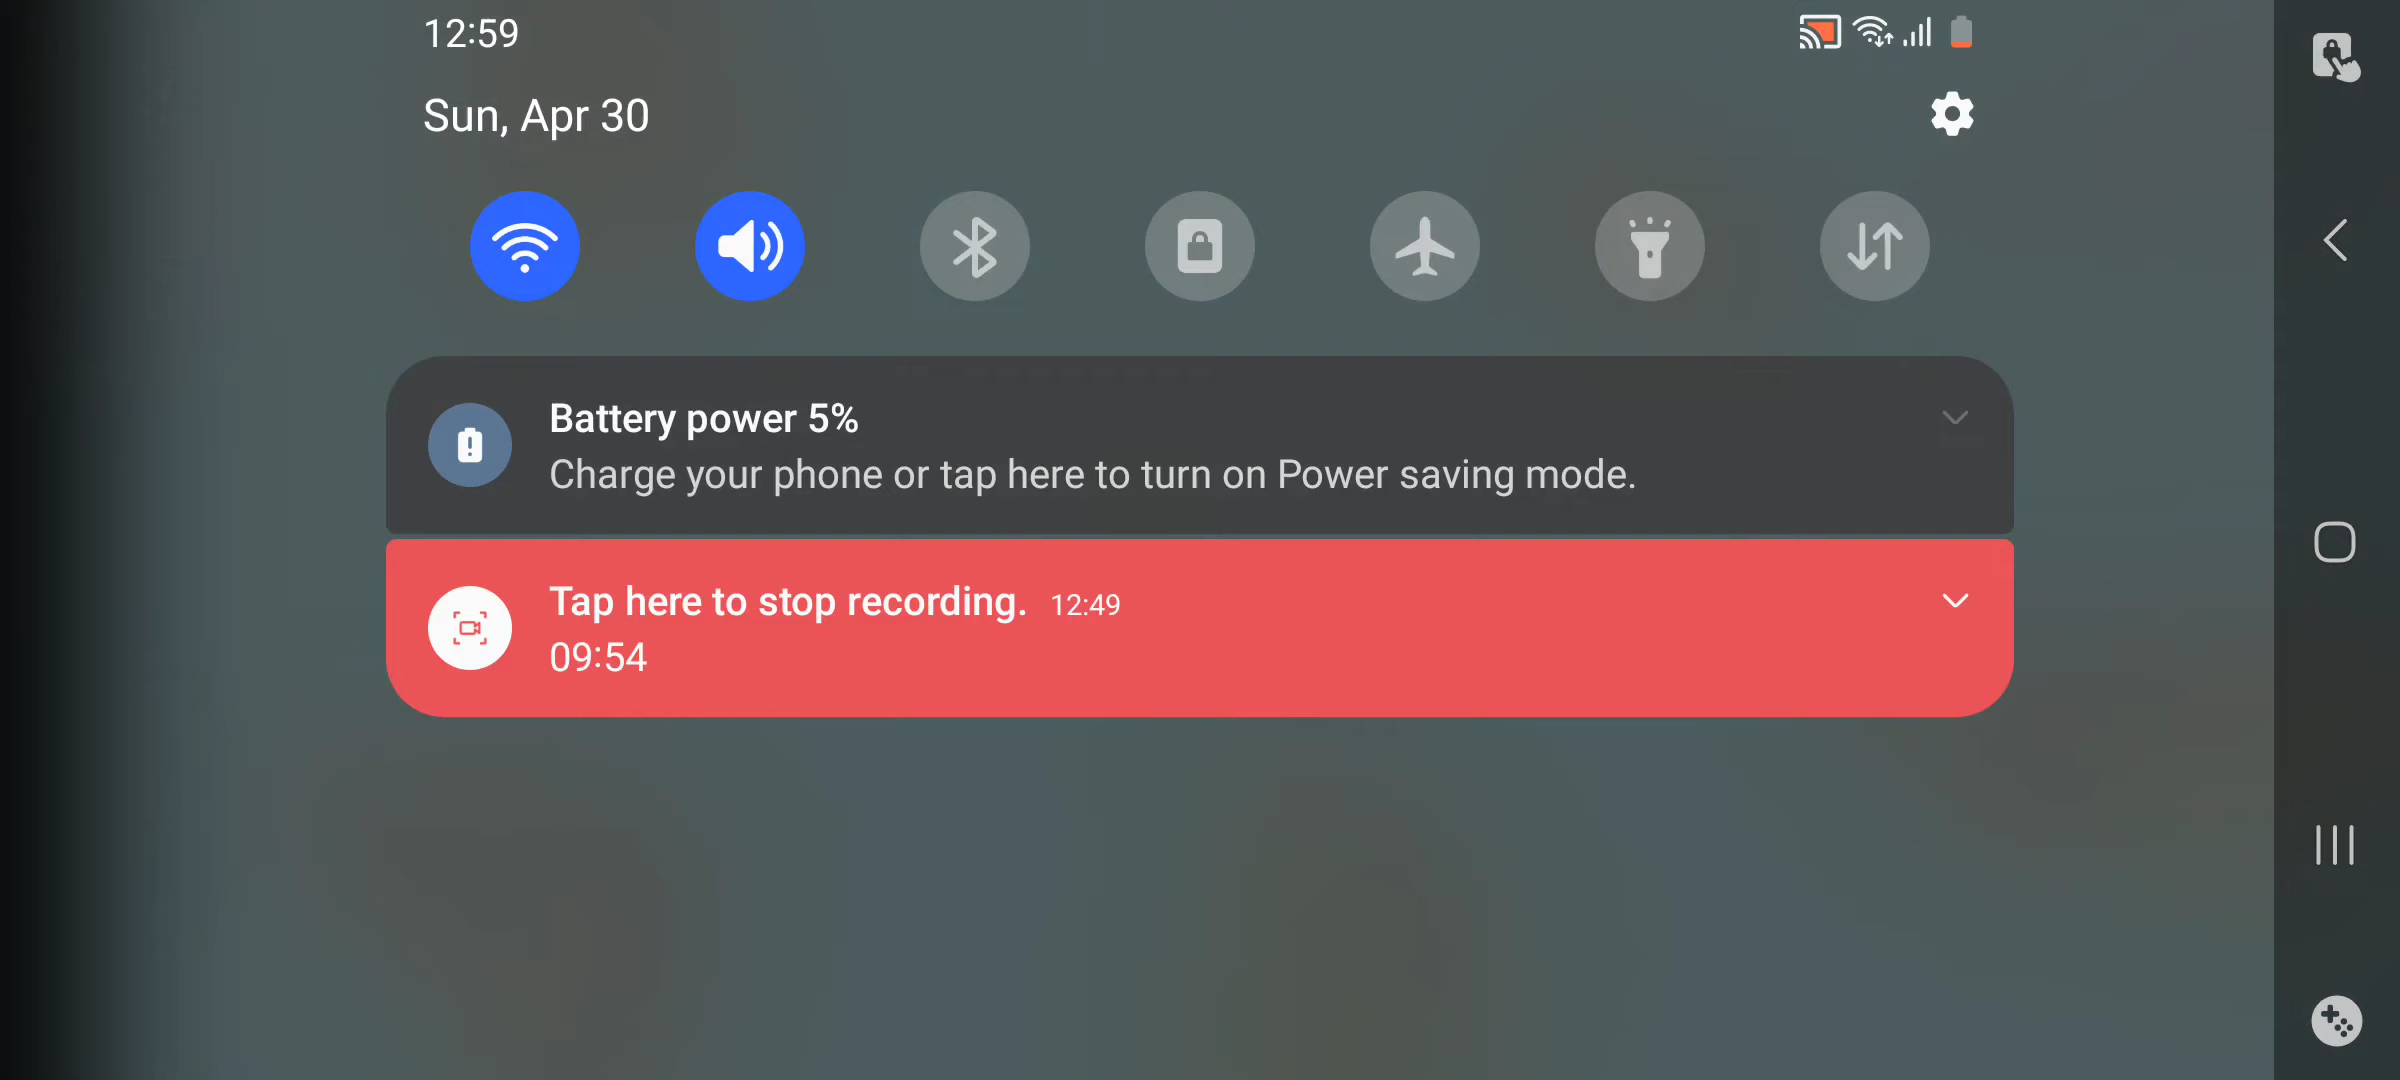 12:59
Sun, Apr 30
Battery power 5%
Charge your phone or tap here to turn on Power saving mode.
Tap here to stop recording. 12:49
09:54